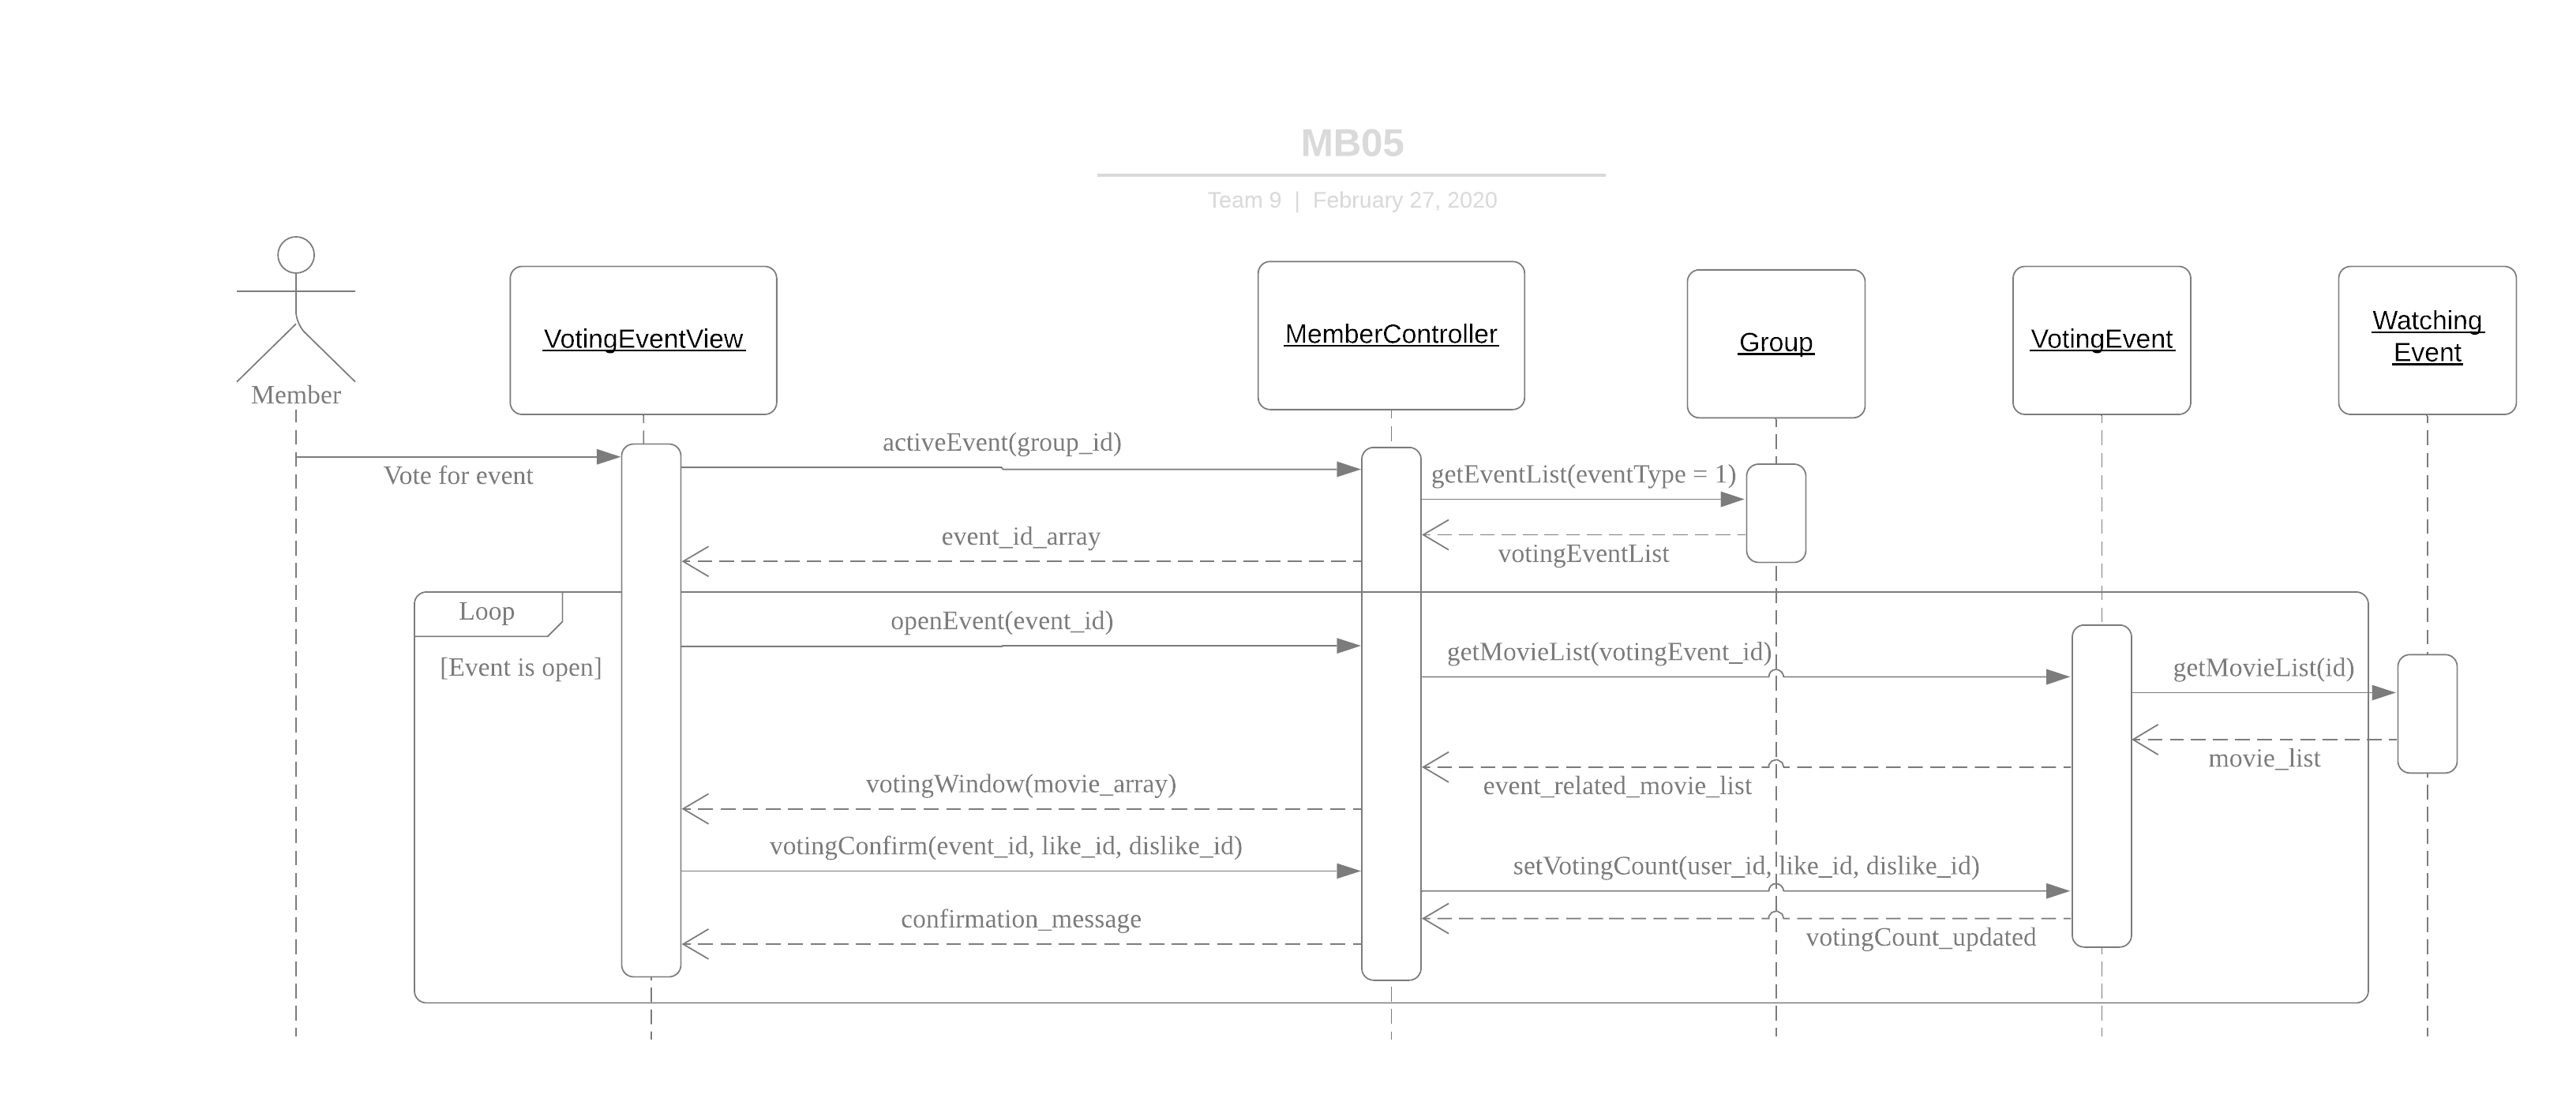 MB05
Team 9 | February 27, 2020
Member
VotingEventView
MemberController
Group
VotingEvent
Watching
Event
Vote for event
activeEvent(group_id)
getEventList(eventType = 1)
votingEventList
event_id_array
Loop
[Event is open]
openEvent(event_id)
getMovieList(votingEvent_id)
getMovieList(id)
movie_list
event_related_movie_list
votingWindow(movie_array)
votingConfirm(event_id, like_id, dislike_id)
setVotingCount(user_id, like_id, dislike_id)
votingCount_updated
confirmation_message